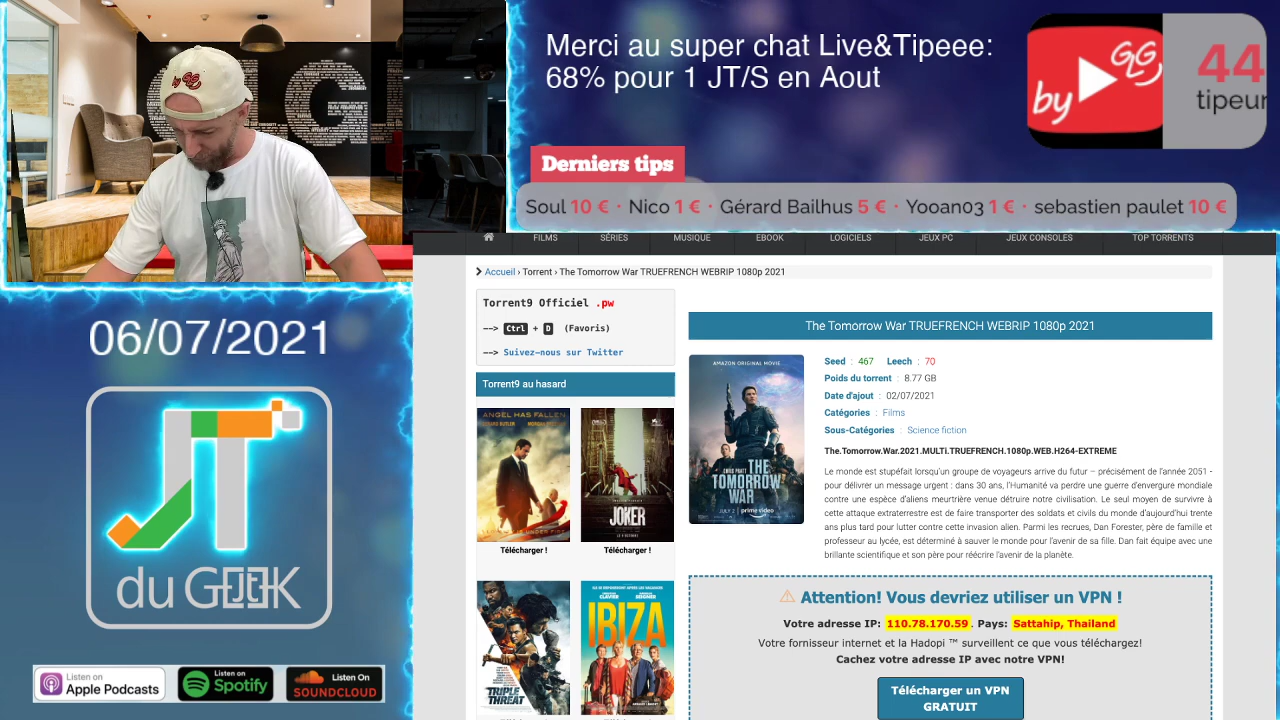 by GG
Merci au super chat Live&Tipeee:
68% pour 1 JT/S en Aout
by GG
44
tipeur
Derniers tips
Soul 10 € · Nico 1 € · Gérard Bailhus 5 € · Yooan03 1 € · sebastien paulet 10 €
FILMS SÉRIES MUSIQUE EBOOK LOGICIELS JEUX PC JEUX CONSOLES TOP TORRENTS
Accueil › Torrent › The Tomorrow War TRUEFRENCH WEBRIP 1080p 2021
Torrent9 Officiel .pw
––> Ctrl + D (Favoris)
––> Suivez-nous sur Twitter
Torrent9 au hasard
ANGEL HAS FALLEN
JOKER
Télécharger !
Télécharger !
TRIPLE THREAT
IBIZA
The Tomorrow War TRUEFRENCH WEBRIP 1080p 2021
AMAZON ORIGINAL MOVIE
CHRIS PRATT
THE TOMORROW WAR
JULY 2 | prime video
Seed : 467 Leech : 70
Poids du torrent : 8.77 GB
Date d'ajout : 02/07/2021
Catégories : Films
Sous-Catégories : Science fiction
The.Tomorrow.War.2021.MULTi.TRUEFRENCH.1080p.WEB.H264-EXTREME
Le monde est stupéfait lorsqu'un groupe de voyageurs arrive du futur – précisément de l'année 2051 -
pour délivrer un message urgent : dans 30 ans, l'Humanité va perdre une guerre d'envergure mondiale
contre une espèce d'aliens meurtrière venue détruire notre civilisation. Le seul moyen de survivre à
cette attaque extraterrestre est de faire transporter des soldats et civils du monde d'aujourd'hui trente
ans plus tard pour lutter contre cette invasion alien. Parmi les recrues, Dan Forester, père de famille et
professeur au lycée, est déterminé à sauver le monde pour l'avenir de sa fille. Dan fait équipe avec une
brillante scientifique et son père pour réécrire l'avenir de la planète.
⚠ Attention! Vous devriez utiliser un VPN !
Votre adresse IP: 110.78.170.59. Pays: Sattahip, Thailand
Votre fornisseur internet et la Hadopi ™ surveillent ce que vous téléchargez!
Cachez votre adresse IP avec notre VPN!
Télécharger un VPN
GRATUIT
06/07/2021
JT
du GEEK
Listen on
Apple Podcasts
Listen on
Spotify
Listen On
SOUNDCLOUD